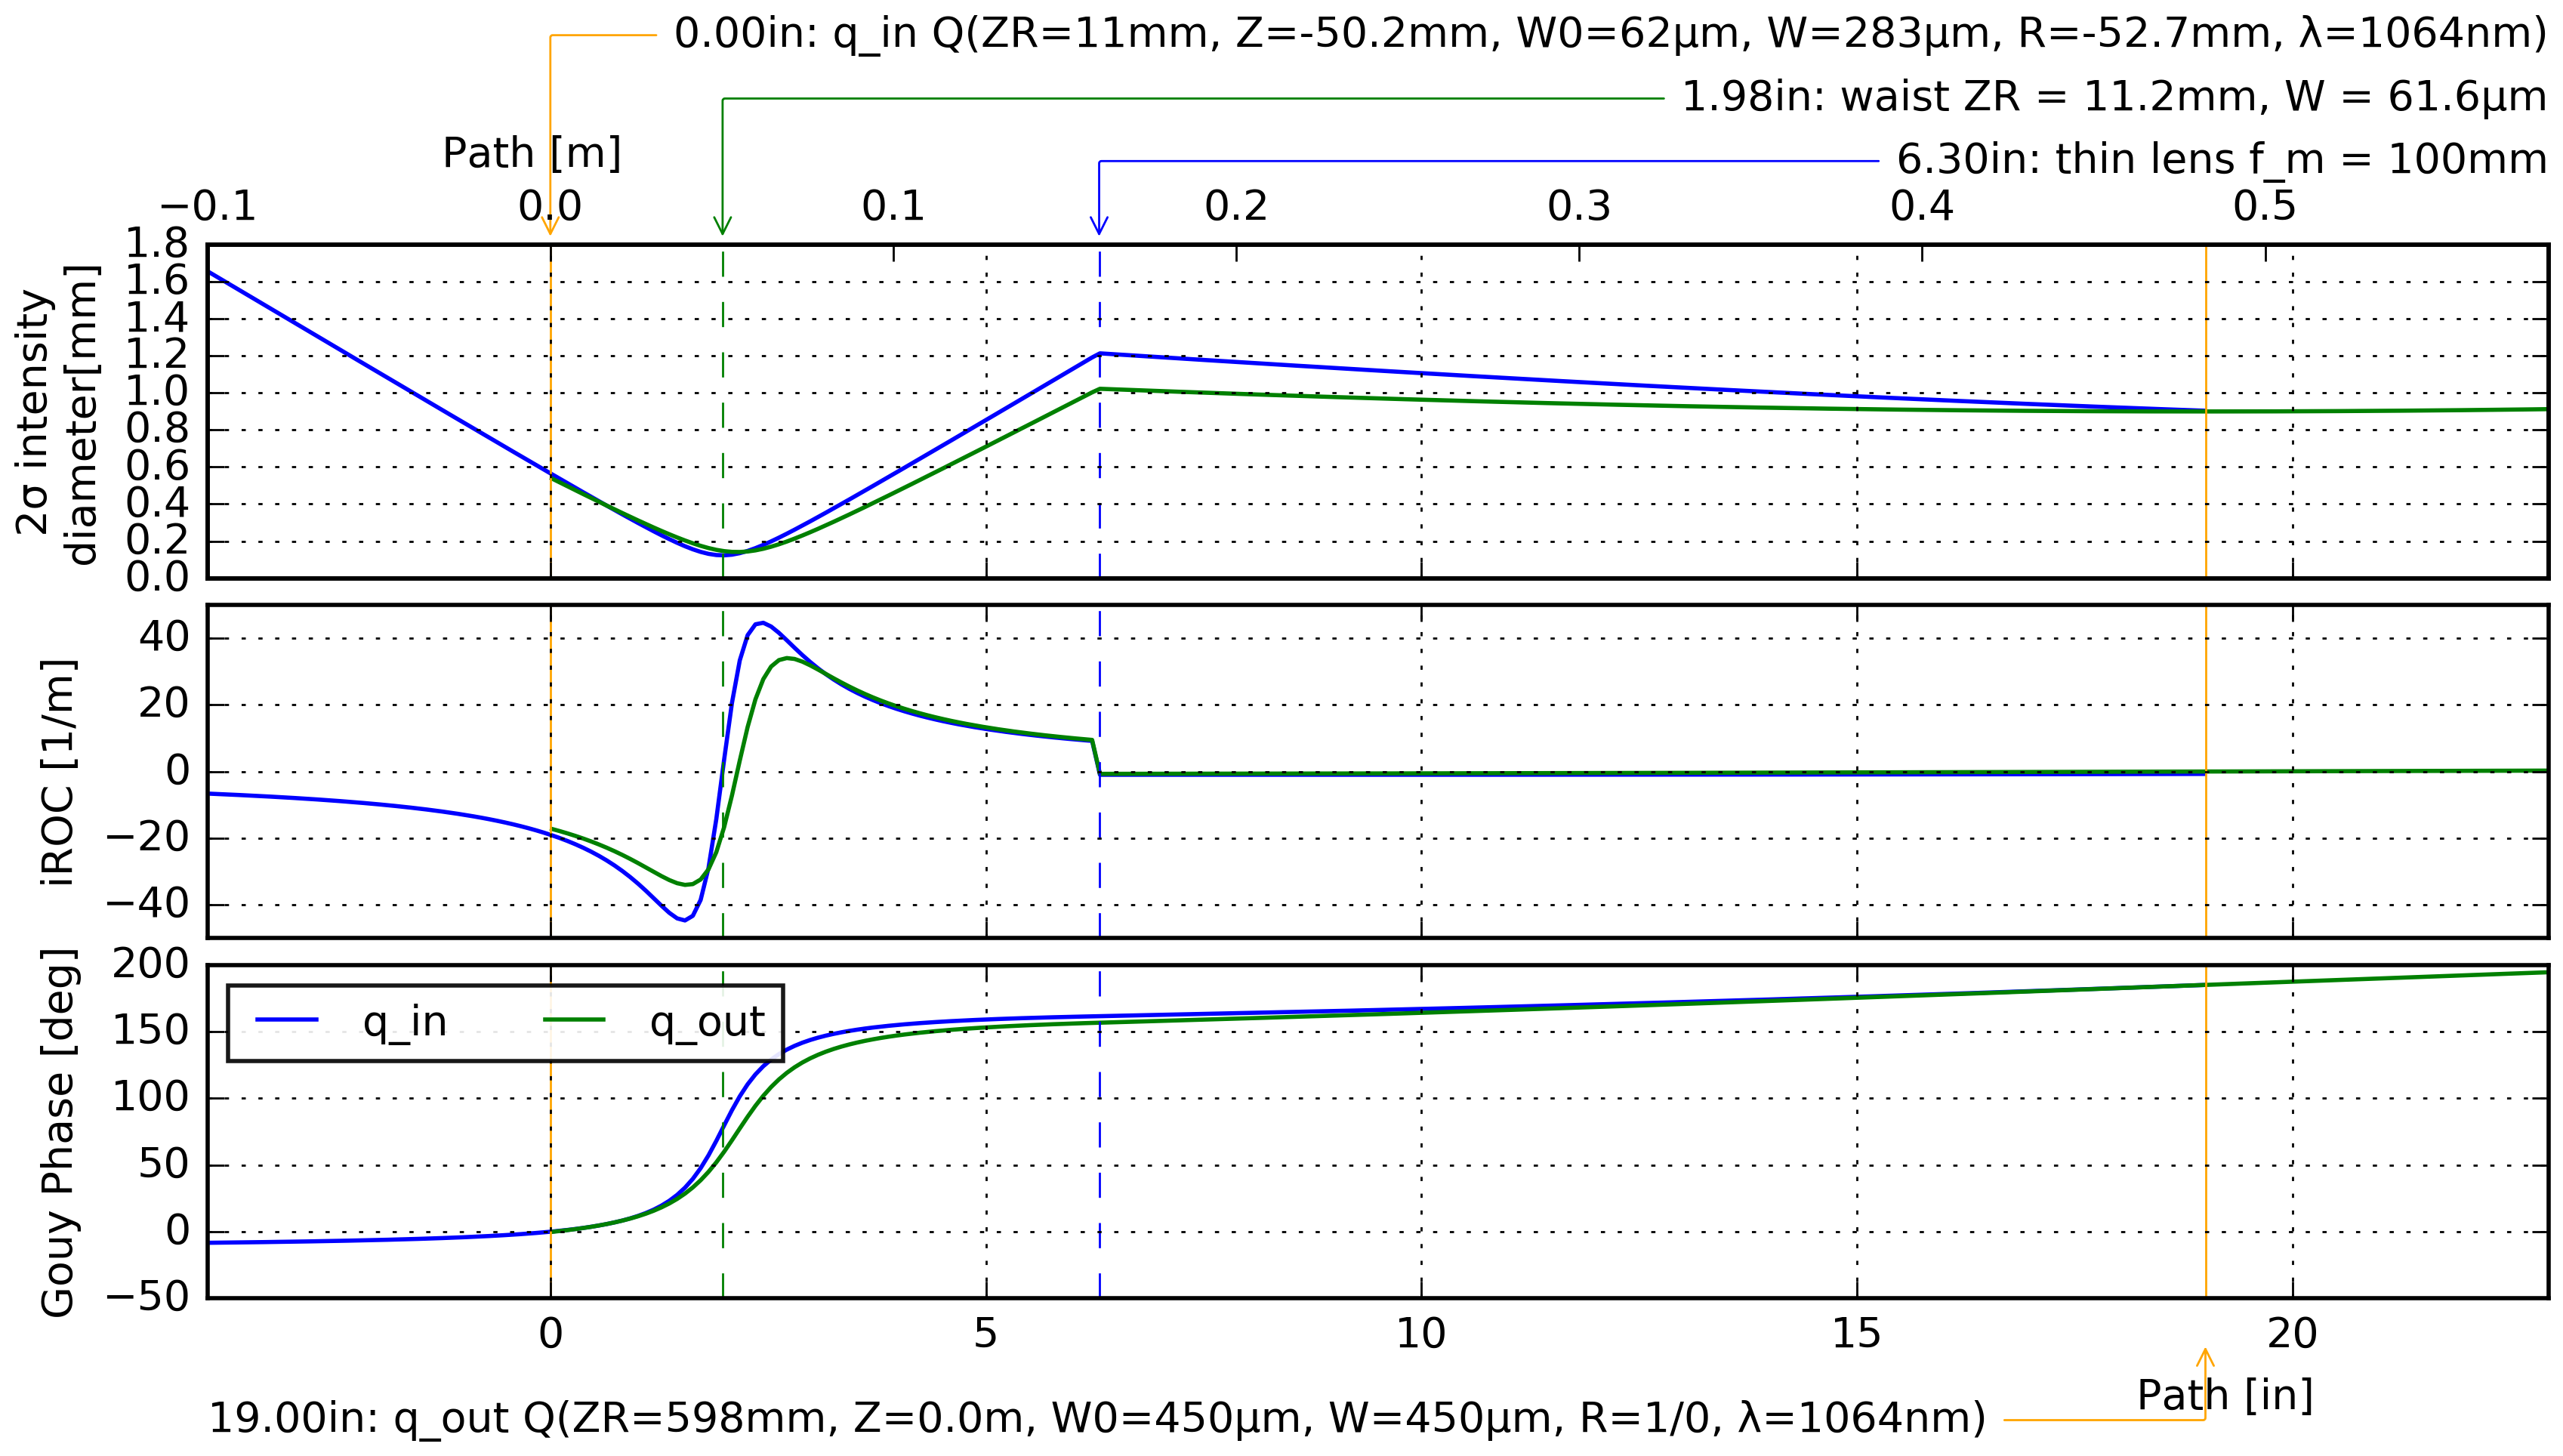 0.00in: q_in Q(ZR=11mm, Z=-50.2mm, W0=62μm, W=283μm, R=-52.7mm, λ=1064nm)
1.98in: waist ZR = 11.2mm, W = 61.6μm
Path [m]
6.30in: thin lens f_m = 100mm
−0.1 0.0 0.1 0.2 0.3 0.4 0.5
2σ intensity
diameter[mm]
1.8
1.6
1.4
1.2
1.0
0.8
0.6
0.4
0.2
0.0
iROC [1/m]
40
20
0
−20
−40
Gouy Phase [deg]
200
150
100
50
0
−50
q_in q_out
0 5 10 15 20
Path [in]
19.00in: q_out Q(ZR=598mm, Z=0.0m, W0=450μm, W=450μm, R=1/0, λ=1064nm)